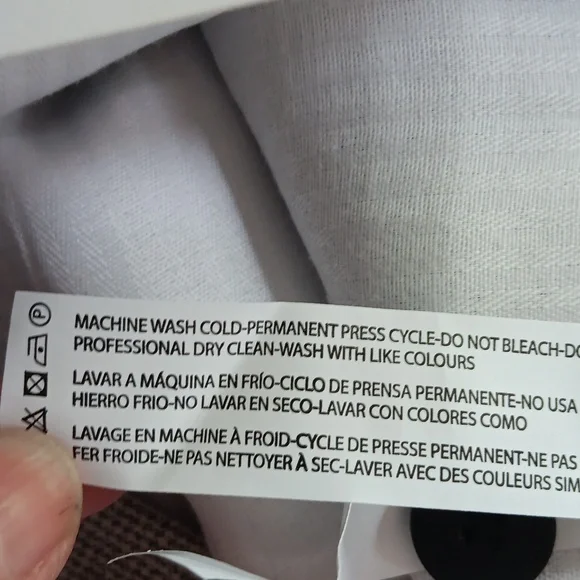 MACHINE WASH COLD-PERMANENT PRESS CYCLE-DO NOT BLEACH-DO
PROFESSIONAL DRY CLEAN-WASH WITH LIKE COLOURS
LAVAR A MÁQUINA EN FRÍO-CICLO DE PRENSA PERMANENTE-NO USA
HIERRO FRIO-NO LAVAR EN SECO-LAVAR CON COLORES COMO
LAVAGE EN MACHINE À FROID-CYCLE DE PRESSE PERMANENT-NE PAS
FER FROIDE-NE PAS NETTOYER À SEC-LAVER AVEC DES COULEURS SIM
P